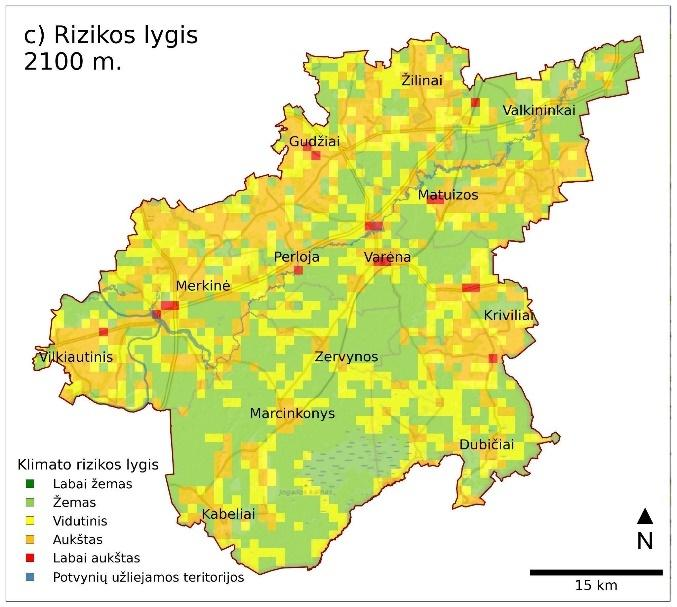 c) Rizikos lygis
2100 m.
Žilinai
Valkininkai
Gudžiai
Matuizos
Perloja
Varėna
Merkinė
Kriviliai
Vilkiautinis
Zervynos
Marcinkonys
Dubičiai
Kabeliai
Klimato rizikos lygis
Labai žemas
Žemas
Vidutinis
Aukštas
Labai aukštas
Potvynių užliejamos teritorijos
N
15 km